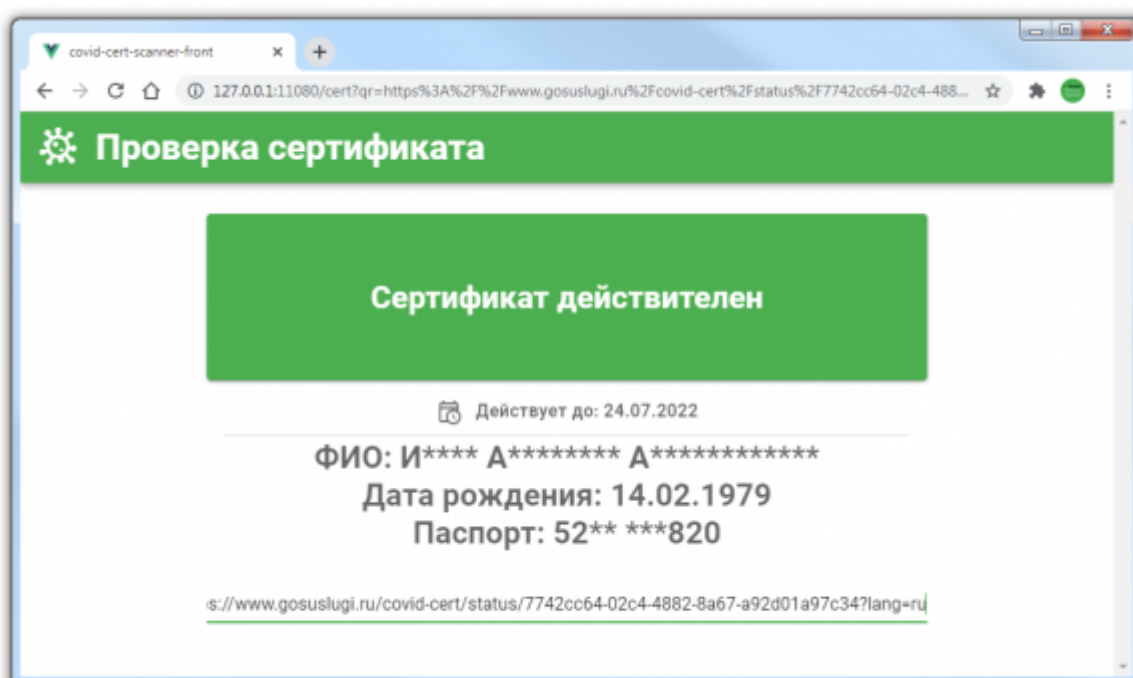 covid-cert-scanner-front
127.0.0.1:11080/cert?qr=https%3A%2F%2Fwww.gosuslugi.ru%2Fcovid-cert%2Fstatus%2F7742cc64-02c4-488...
Проверка сертификата
Сертификат действителен
Действует до: 24.07.2022
ФИО: И**** А******** А************
Дата рождения: 14.02.1979
Паспорт: 52** ***820
s://www.gosuslugi.ru/covid-cert/status/7742cc64-02c4-4882-8a67-a92d01a97c34?lang=ru